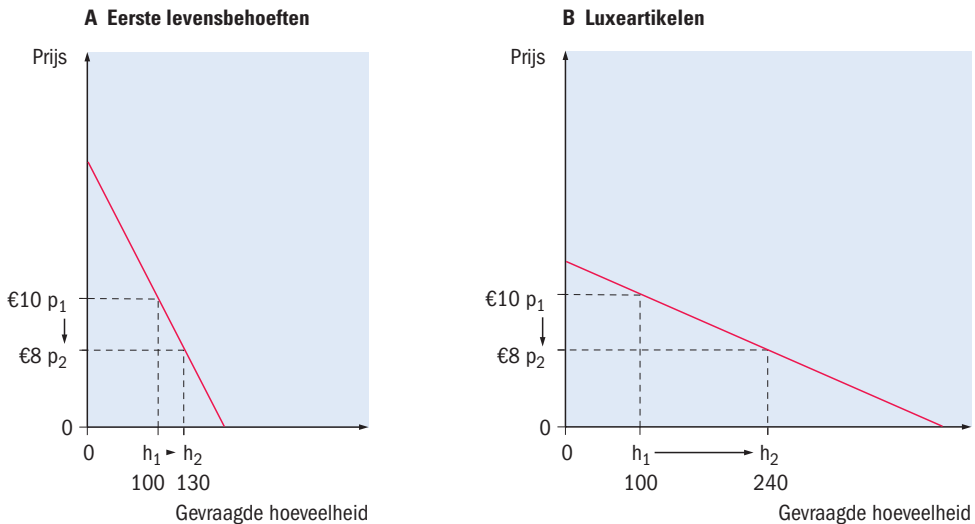 A Eerste levensbehoeften
Prijs
€10 p1
€8 p2
0
0 h1 h2
100 130
Gevraagde hoeveelheid
B Luxeartikelen
Prijs
€10 p1
€8 p2
0
0 h1 h2
100 240
Gevraagde hoeveelheid